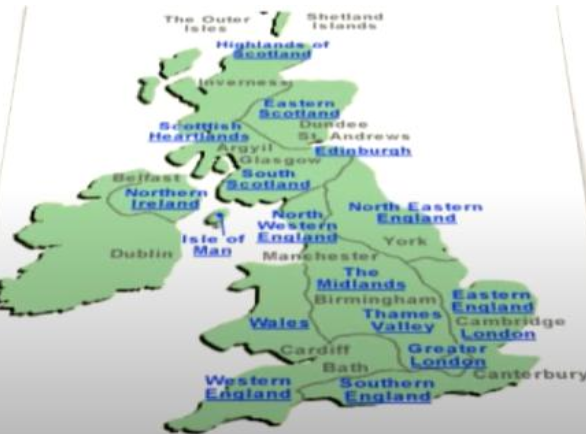 The Outer
Isles
Shetland
Islands
Highlands of
Scotland
Inverness
Eastern
Scotland
Scottish
Heartlands
Dundee
St. Andrews
Argyll
Edinburgh
Glasgow
South
Scotland
Belfast
Northern
Ireland
North
Western
England
North Eastern
England
Isle of
Man
York
Dublin
Manchester
The
Midlands
Birmingham
Eastern
England
Thames
Valley
Cambridge
Wales
London
Cardiff
Greater
London
Bath
Canterbury
Western
England
Southern
England